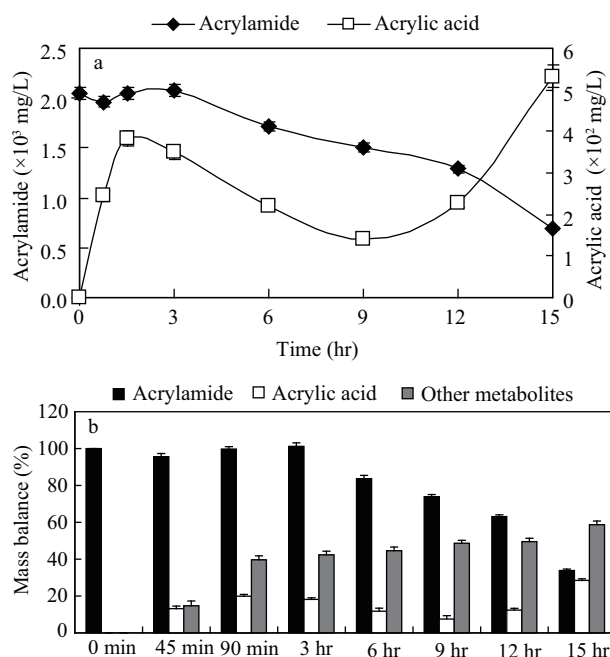 Acrylamide Acrylic acid
a
2.5
2.0
1.5
1.0
0.5
0.0
Acrylamide (×10³ mg/L)
6
5
4
3
2
1
0
Acrylic acid (×10² mg/L)
0 3 6 9 12 15
Time (hr)
Acrylamide Acrylic acid Other metabolites
b
120
100
80
60
40
20
0
Mass balance (%)
0 min 45 min 90 min 3 hr 6 hr 9 hr 12 hr 15 hr